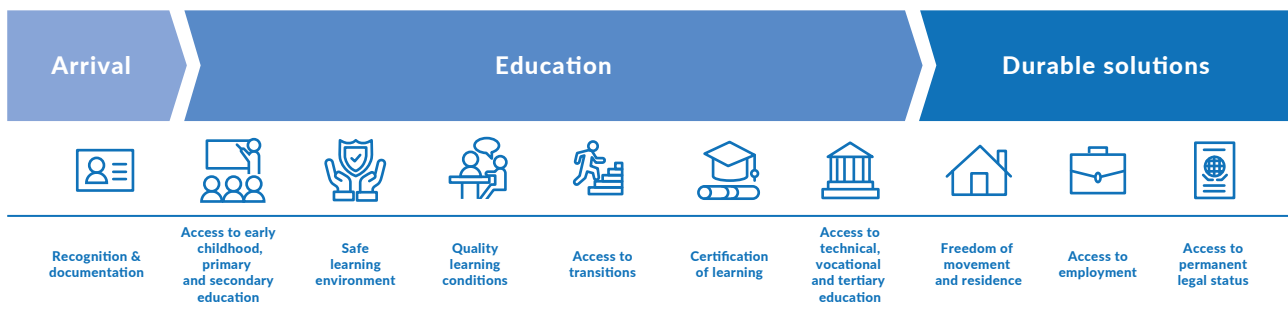 Arrival
Education
Durable solutions
Recognition &
documentation
Access to early
childhood,
primary
and secondary
education
Safe
learning
environment
Quality
learning
conditions
Access to
transitions
Certification
of learning
Access to
technical,
vocational
and tertiary
education
Freedom of
movement
and residence
Access to
employment
Access to
permanent
legal status